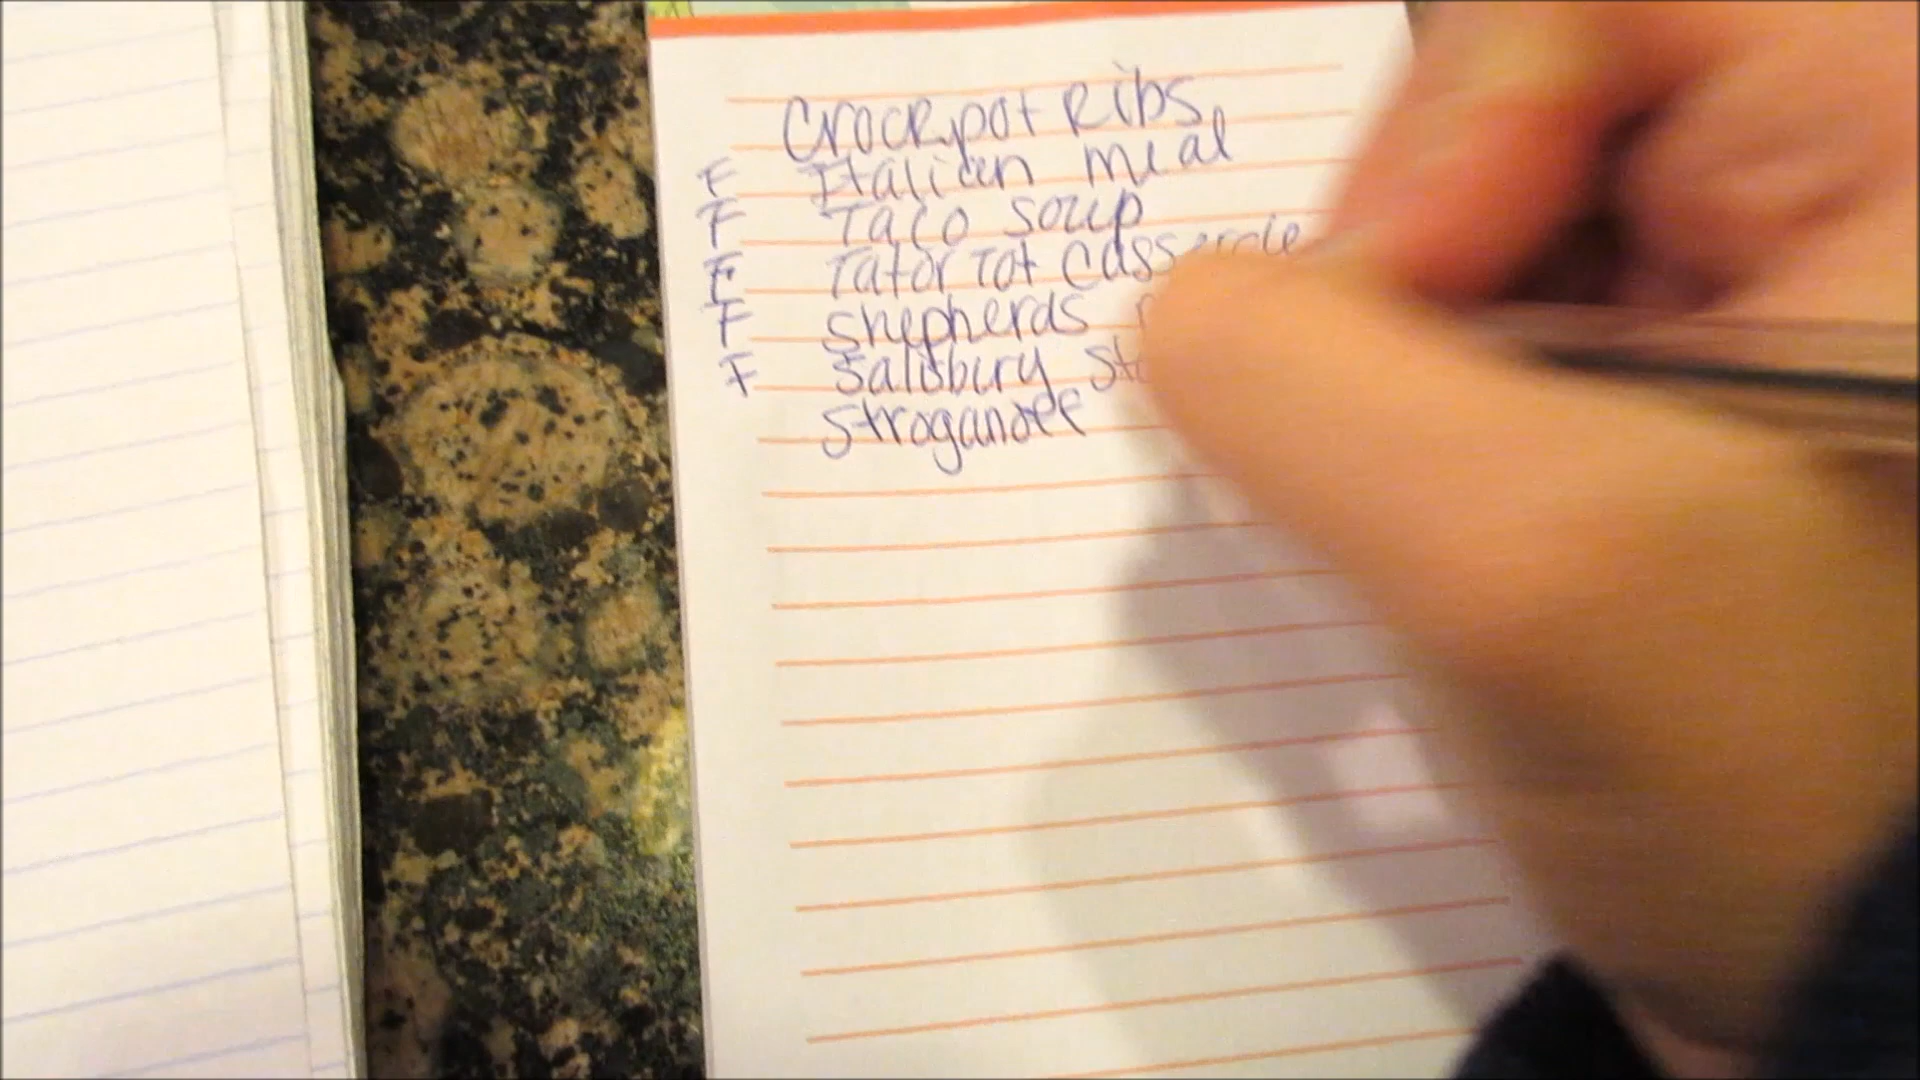 Crockpot Ribs
F Italian meal
F Taco soup
F Tator Tot Casserole
F shepherds
F Salisbury
Stroganoff